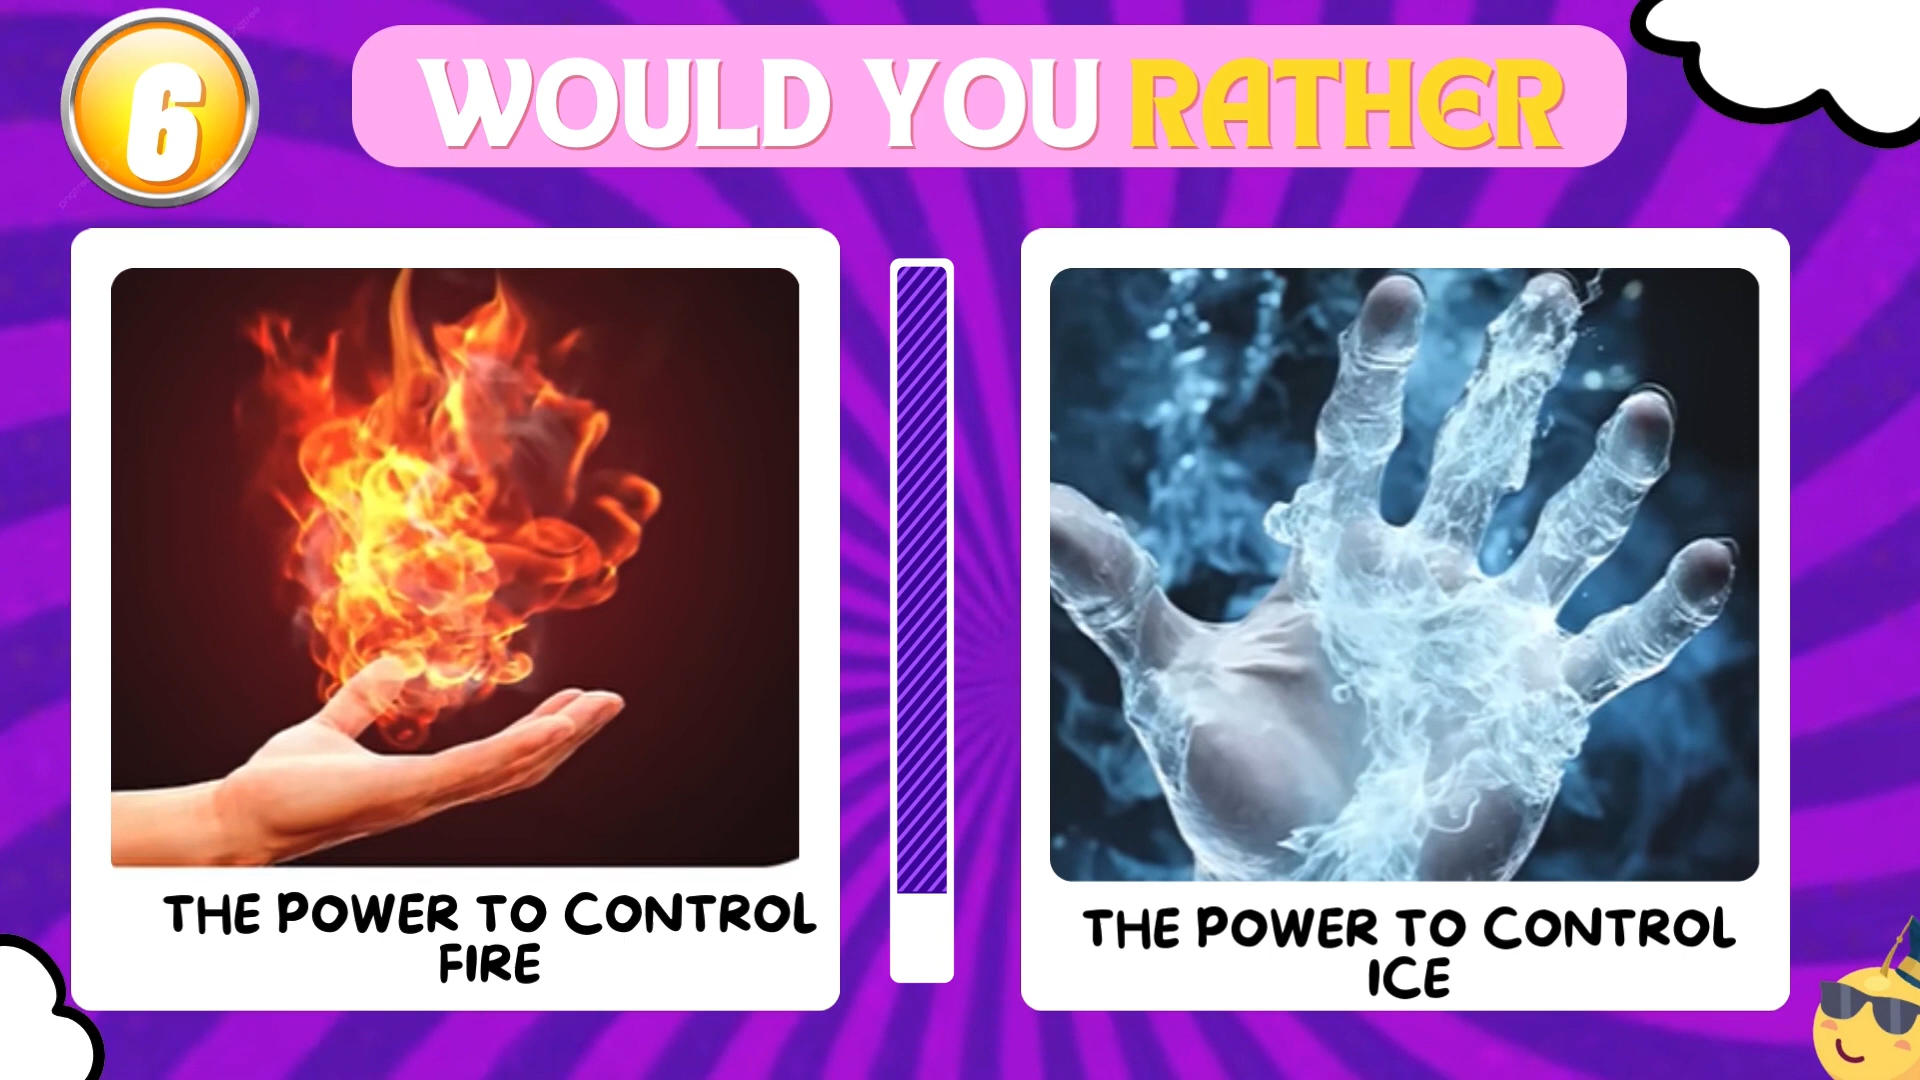 6
WOULD YOU RATHER
THE POWER TO CONTROL
FIRE
THE POWER TO CONTROL
ICE